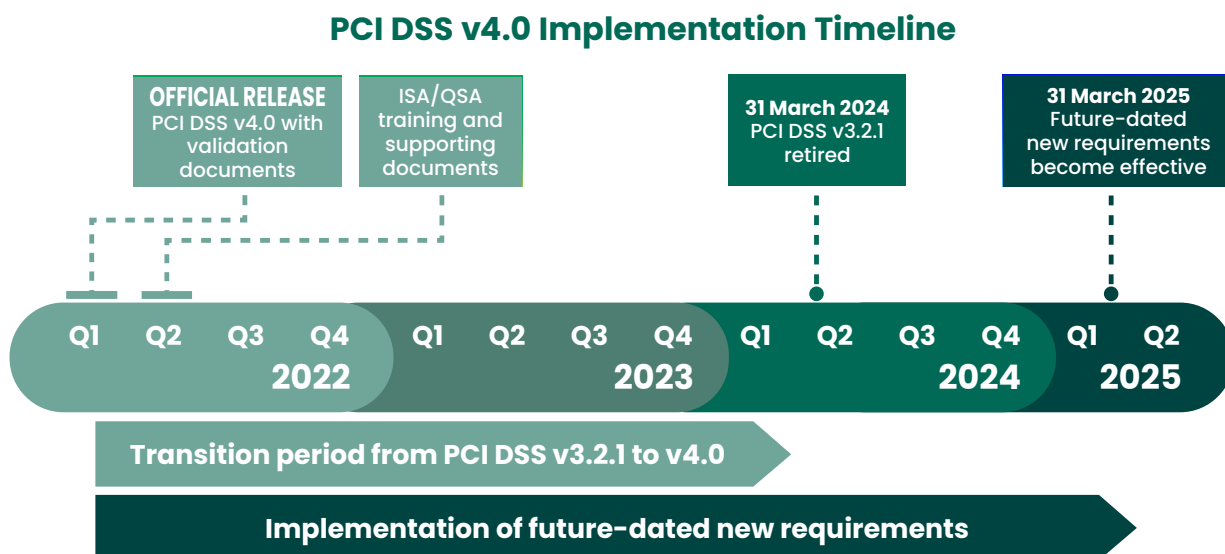 PCI DSS v4.0 Implementation Timeline
OFFICIAL RELEASE
PCI DSS v4.0 with
validation
documents
ISA/QSA
training and
supporting
documents
31 March 2024
PCI DSS v3.2.1
retired
31 March 2025
Future-dated
new requirements
become effective
Q1 Q2 Q3 Q4
2022
Q1 Q2 Q3 Q4
2023
Q1 Q2 Q3 Q4
2024
Q1 Q2
2025
Transition period from PCI DSS v3.2.1 to v4.0
Implementation of future-dated new requirements